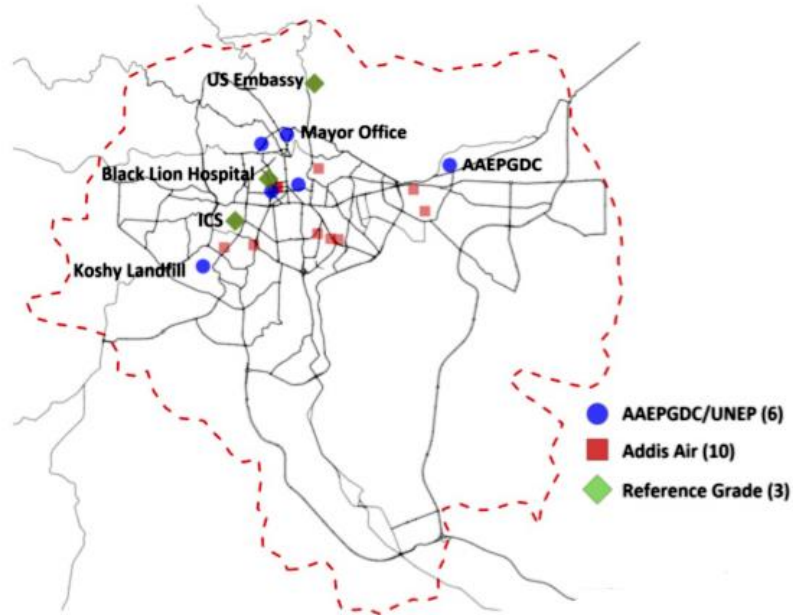 US Embassy
Mayor Office
AAEPGDC
Black Lion Hospital
ICS
Koshy Landfill
AAEPGDC/UNEP (6)
Addis Air (10)
Reference Grade (3)